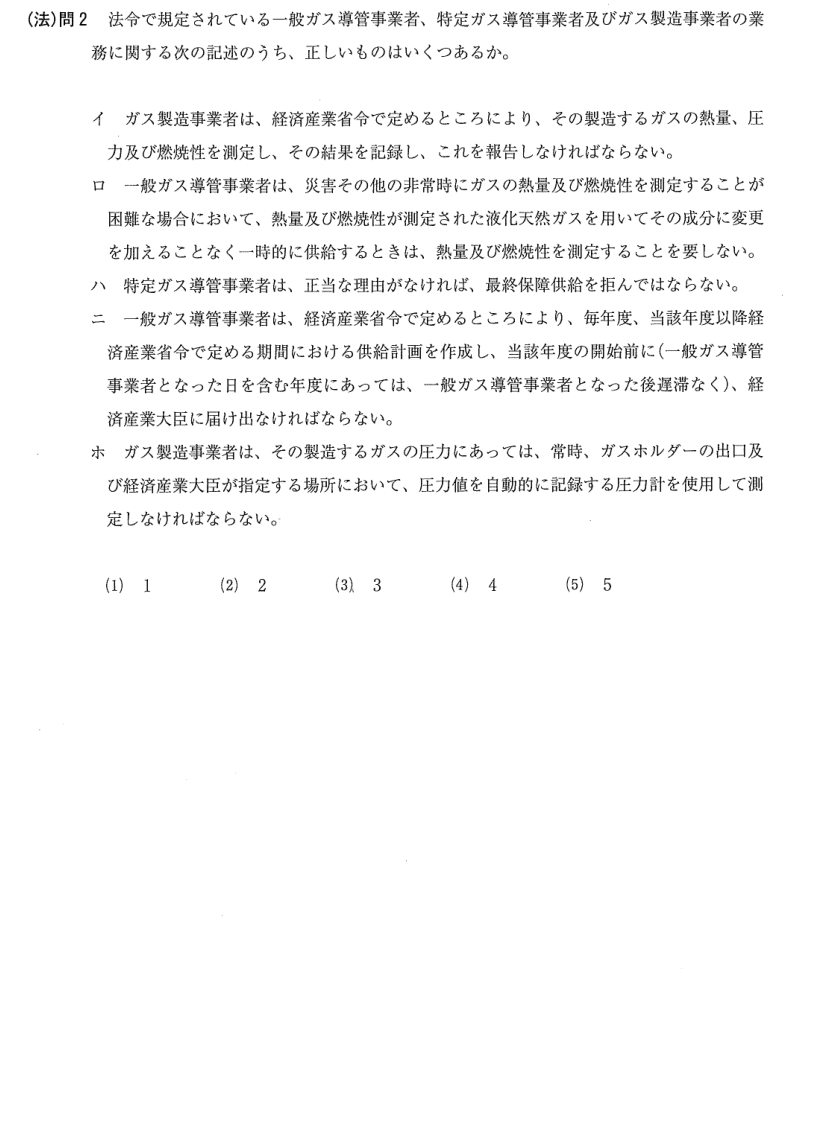 (法)問2 法令で規定されている一般ガス導管事業者、特定ガス導管事業者及びガス製造事業者の業
務に関する次の記述のうち、正しいものはいくつあるか。
イ ガス製造事業者は、経済産業省令で定めるところにより、その製造するガスの熱量、圧
力及び燃焼性を測定し、その結果を記録し、これを報告しなければならない。
ロ 一般ガス導管事業者は、災害その他の非常時にガスの熱量及び燃焼性を測定することが
困難な場合において、熱量及び燃焼性が測定された液化天然ガスを用いてその成分に変更
を加えることなく一時的に供給するときは、熱量及び燃焼性を測定することを要しない。
ハ 特定ガス導管事業者は、正当な理由がなければ、最終保障供給を拒んではならない。
ニ 一般ガス導管事業者は、経済産業省令で定めるところにより、毎年度、当該年度以降経
済産業省令で定める期間における供給計画を作成し、当該年度の開始前に(一般ガス導管
事業者となった日を含む年度にあっては、一般ガス導管事業者となった後遅滞なく)、経
済産業大臣に届け出なければならない。
ホ ガス製造事業者は、その製造するガスの圧力にあっては、常時、ガスホルダーの出口及
び経済産業大臣が指定する場所において、圧力値を自動的に記録する圧力計を使用して測
定しなければならない。
(1) 1 (2) 2 (3) 3 (4) 4 (5) 5